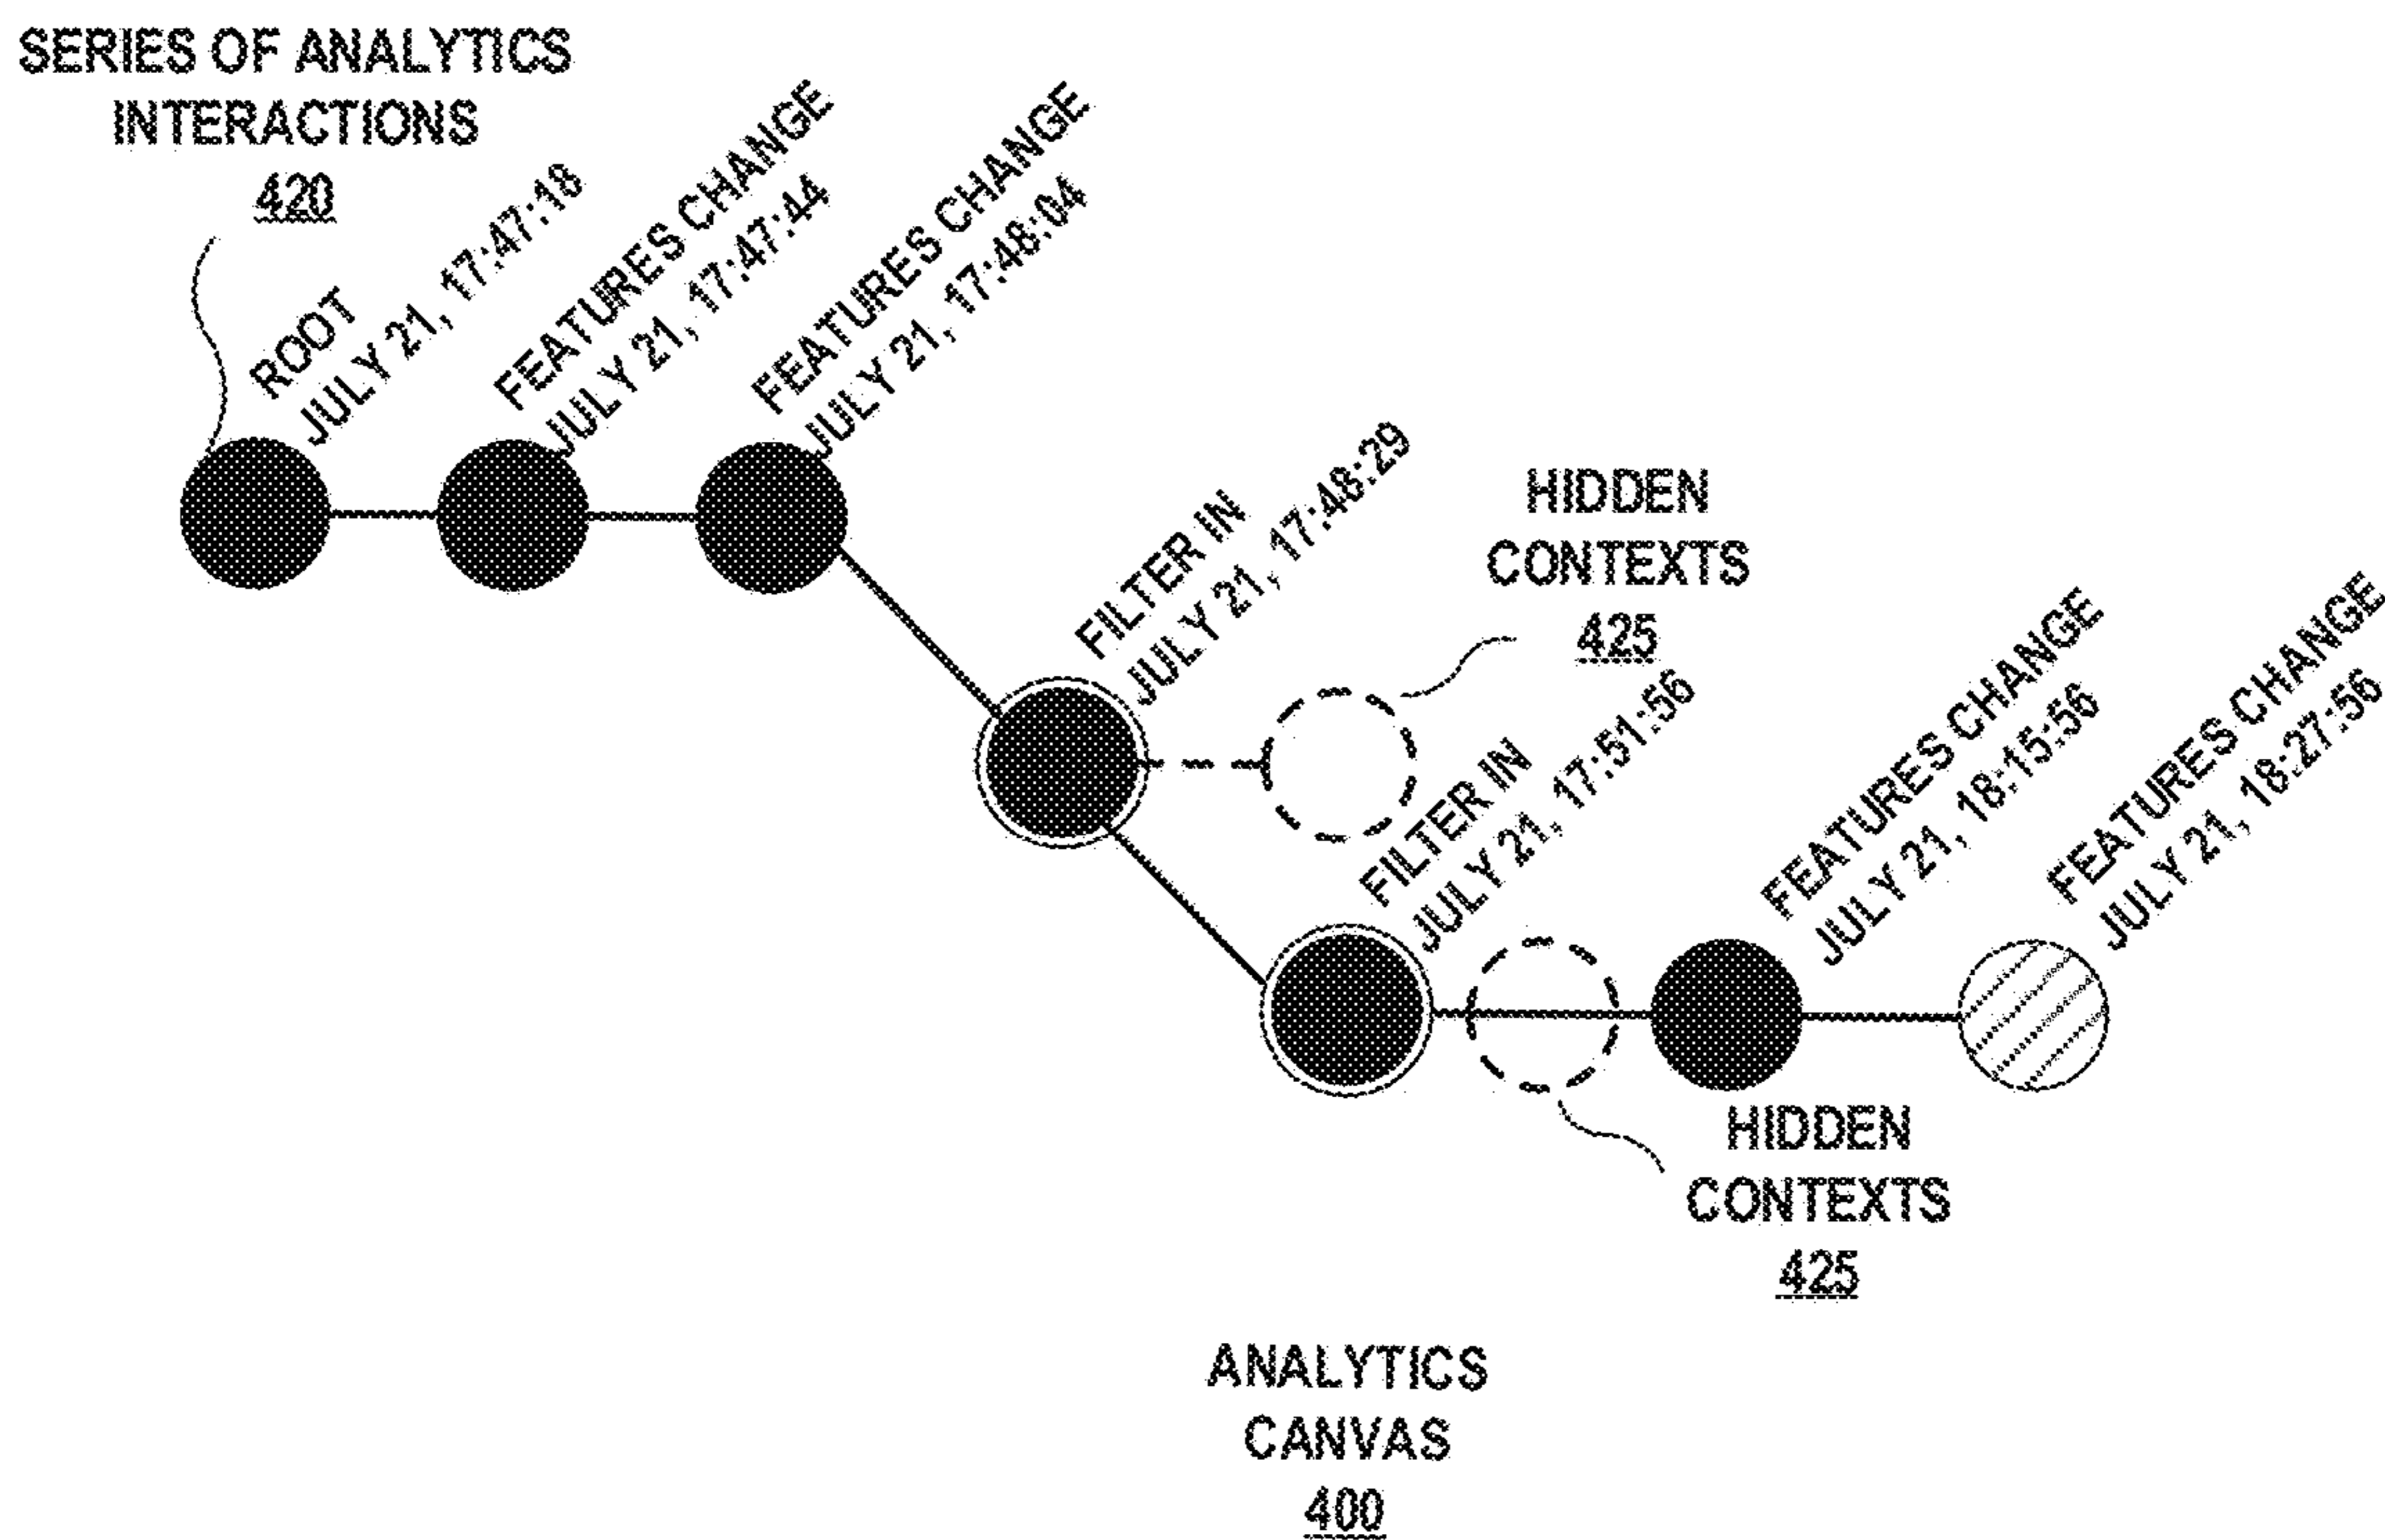 SERIES OF ANALYTICS
INTERACTIONS
420
ROOT
JULY 21, 17:47:18
FEATURES CHANGE
JULY 21, 17:47:44
FEATURES CHANGE
JULY 21, 17:48:04
FILTER IN
JULY 21, 17:48:29
HIDDEN
CONTEXTS
425
FILTER IN
JULY 21, 17:51:56
FEATURES CHANGE
JULY 21, 18:15:56
FEATURES CHANGE
JULY 21, 18:27:56
HIDDEN
CONTEXTS
425
ANALYTICS
CANVAS
400